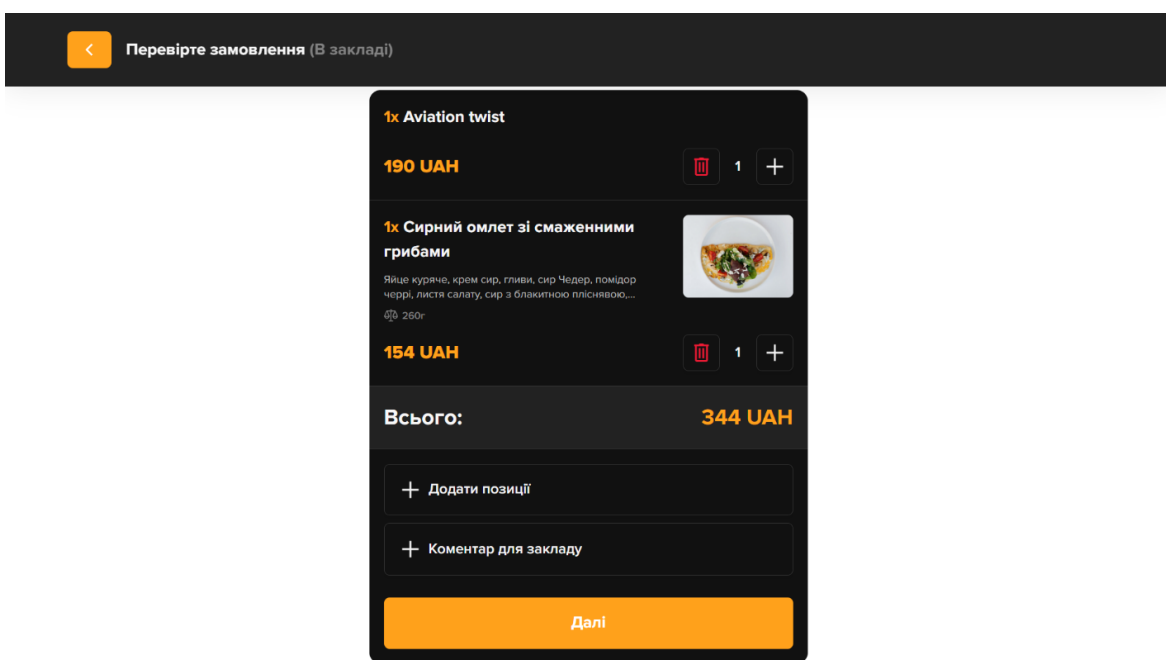 Перевірте замовлення (В закладі)
1x Aviation twist
190 UAH
1
1x Сирний омлет зі смаженними
грибами
Яйце куряче, крем сир, гливи, сир Чедер, помідор
черрі, листя салату, сир з блакитною пліснявою,...
260г
154 UAH
1
Всього:
344 UAH
Додати позиції
Коментар для закладу
Далі